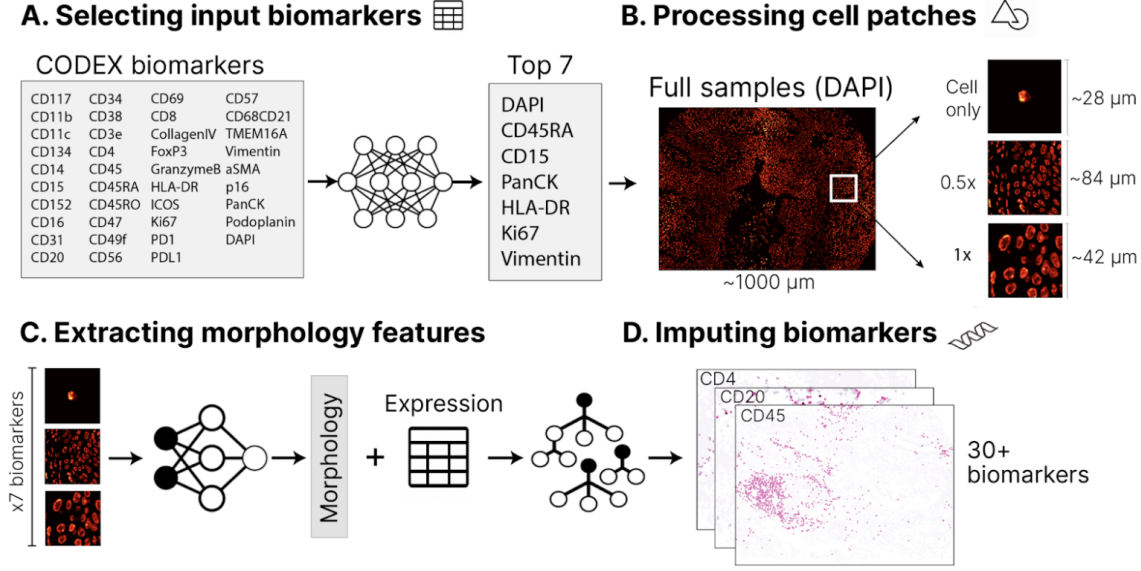 A. Selecting input biomarkers
B. Processing cell patches
CODEX biomarkers
CD117 CD34 CD69 CD57
CD11b CD38 CD8 CD68CD21
CD11c CD3e CollagenIV TMEM16A
CD134 CD4 FoxP3 Vimentin
CD14 CD45 GranzymeB aSMA
CD15 CD45RA HLA-DR p16
CD152 CD45RO ICOS PanCK
CD16 CD47 Ki67 Podoplanin
CD31 CD49f PD1 DAPI
CD20 CD56 PDL1
Top 7
DAPI
CD45RA
CD15
PanCK
HLA-DR
Ki67
Vimentin
Full samples (DAPI)
~1000 µm
Cell
only
~28 µm
0.5x
~84 µm
1x
~42 µm
C. Extracting morphology features
D. Imputing biomarkers
x7 biomarkers
Morphology
+
Expression
CD4
CD20
CD45
30+
biomarkers